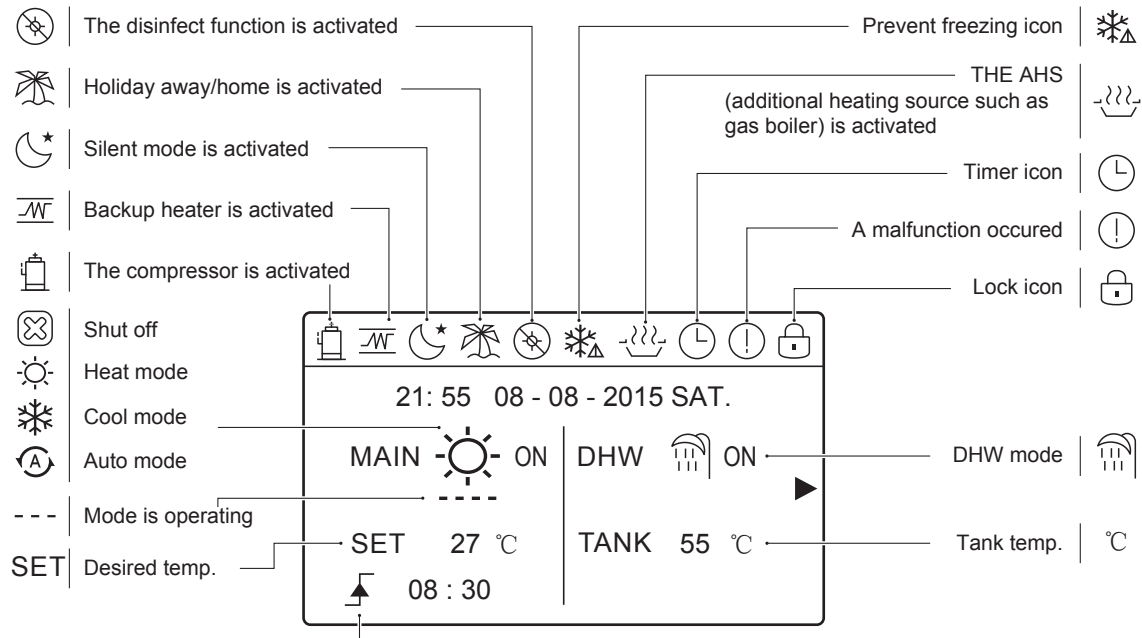 The disinfect function is activated
Holiday away/home is activated
Silent mode is activated
Backup heater is activated
The compressor is activated
Shut off
Heat mode
Cool mode
A
Auto mode
- - - Mode is operating
SET Desired temp.
Prevent freezing icon
THE AHS
(additional heating source such as
gas boiler) is activated
Timer icon
A malfunction occured
Lock icon
DHW mode
Tank temp. ℃
21: 55 08 - 08 - 2015 SAT.
MAIN ON
DHW ON
- - - -
SET 27 ℃
TANK 55 ℃
08 : 30